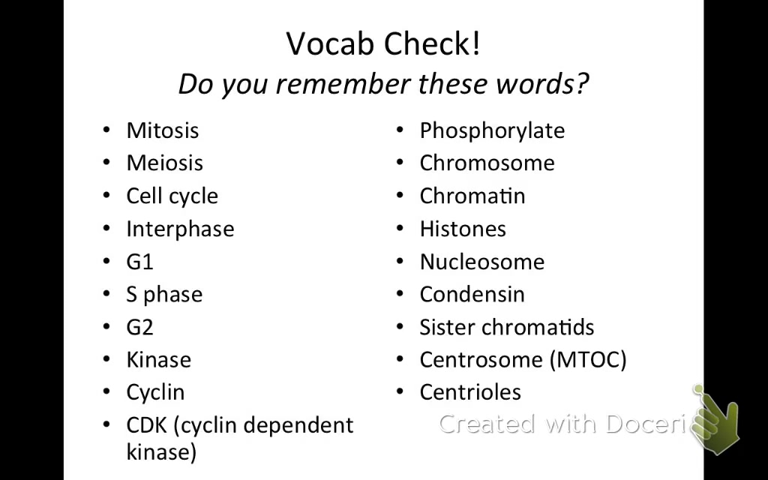 Vocab Check!
Do you remember these words?
• Mitosis
• Meiosis
• Cell cycle
• Interphase
• G1
• S phase
• G2
• Kinase
• Cyclin
• CDK (cyclin dependent
kinase)
• Phosphorylate
• Chromosome
• Chromatin
• Histones
• Nucleosome
• Condensin
• Sister chromatids
• Centrosome (MTOC)
• Centrioles
Created with Doceri